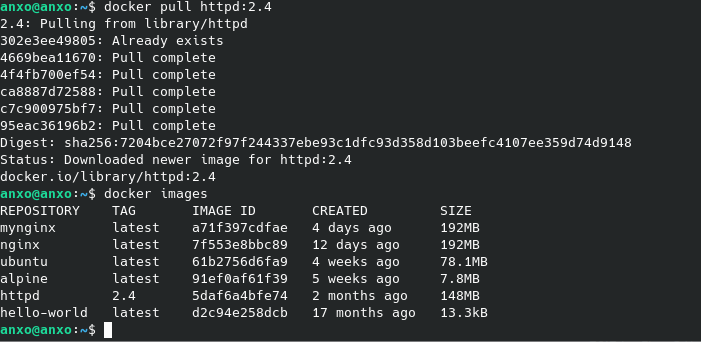 anxo@anxo:~$ docker pull httpd:2.4
2.4: Pulling from library/httpd
302e3ee49805: Already exists
4669bea11670: Pull complete
4f4fb700ef54: Pull complete
ca8887d72588: Pull complete
c7c900975bf7: Pull complete
95eac36196b2: Pull complete
Digest: sha256:7204bce27072f97f244337ebe93c1dfc93d358d103beefc4107ee359d74d9148
Status: Downloaded newer image for httpd:2.4
docker.io/library/httpd:2.4
anxo@anxo:~$ docker images
REPOSITORY    TAG       IMAGE ID       CREATED         SIZE
mynginx       latest    a71f397cdfae   4 days ago      192MB
nginx         latest    7f553e8bbc89   12 days ago     192MB
ubuntu        latest    61b2756d6fa9   4 weeks ago     78.1MB
alpine        latest    91ef0af61f39   5 weeks ago     7.8MB
httpd         2.4       5daf6a4bfe74   2 months ago    148MB
hello-world   latest    d2c94e258dcb   17 months ago   13.3kB
anxo@anxo:~$